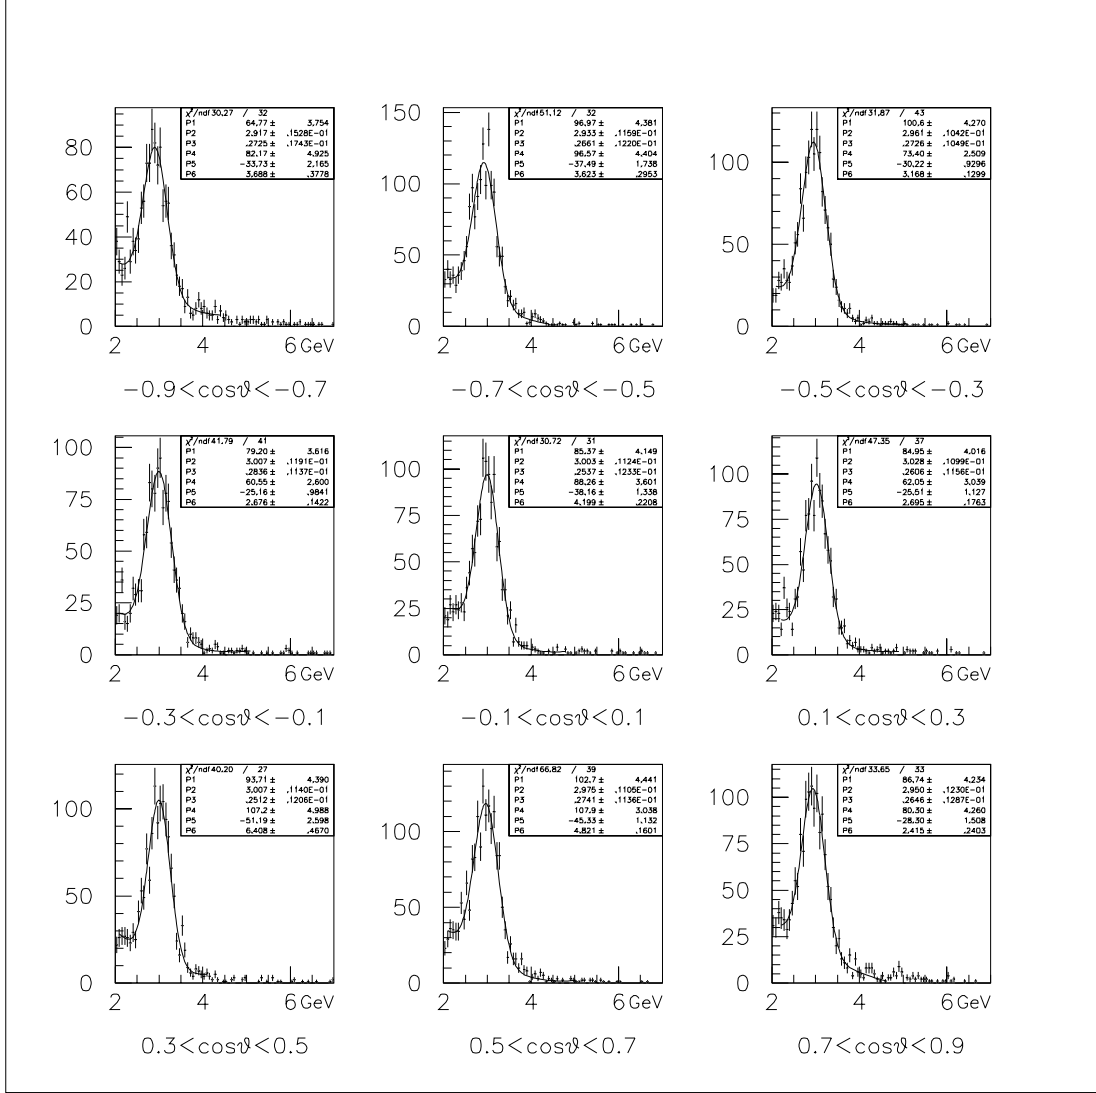 χ²/ndf 30.27 / 32
P1 64.77 ± 3.754
P2 2.917 ± .1528E-01
P3 .2725 ± .1743E-01
P4 82.17 ± 4.925
P5 -33.73 ± 2.165
P6 3.688 ± .3778
80
60
40
20
0
2 4 6 GeV
−0.9<cosϑ<−0.7
χ²/ndf 51.12 / 32
P1 96.97 ± 4.381
P2 2.933 ± .1159E-01
P3 .2661 ± .1220E-01
P4 96.57 ± 4.404
P5 -37.49 ± 1.738
P6 3.623 ± .2953
150
100
50
0
2 4 6 GeV
−0.7<cosϑ<−0.5
χ²/ndf 31.87 / 43
P1 100.6 ± 4.270
P2 2.961 ± .1042E-01
P3 .2726 ± .1049E-01
P4 73.40 ± 2.509
P5 -30.22 ± .9296
P6 3.168 ± .1299
100
50
0
2 4 6 GeV
−0.5<cosϑ<−0.3
χ²/ndf 41.79 / 41
P1 79.20 ± 3.616
P2 3.007 ± .1191E-01
P3 .2836 ± .1137E-01
P4 60.55 ± 2.600
P5 -25.16 ± .9841
P6 2.676 ± .1422
100
75
50
25
0
2 4 6 GeV
−0.3<cosϑ<−0.1
χ²/ndf 30.72 / 31
P1 85.37 ± 4.149
P2 3.003 ± .1124E-01
P3 .2537 ± .1233E-01
P4 88.26 ± 3.601
P5 -38.16 ± 1.338
P6 4.199 ± .2208
100
75
50
25
0
2 4 6 GeV
−0.1<cosϑ<0.1
χ²/ndf 47.35 / 37
P1 84.95 ± 4.016
P2 3.028 ± .1099E-01
P3 .2606 ± .1156E-01
P4 62.05 ± 3.039
P5 -25.51 ± 1.127
P6 2.695 ± .1763
100
75
50
25
0
2 4 6 GeV
0.1<cosϑ<0.3
χ²/ndf 40.20 / 27
P1 93.71 ± 4.390
P2 3.007 ± .1140E-01
P3 .2512 ± .1206E-01
P4 107.2 ± 4.988
P5 -51.19 ± 2.598
P6 6.408 ± .4670
100
50
0
2 4 6 GeV
0.3<cosϑ<0.5
χ²/ndf 66.82 / 39
P1 102.7 ± 4.441
P2 2.976 ± .1105E-01
P3 .2741 ± .1136E-01
P4 107.9 ± 3.038
P5 -45.33 ± 1.132
P6 4.821 ± .1601
100
50
0
2 4 6 GeV
0.5<cosϑ<0.7
χ²/ndf 33.65 / 33
P1 86.74 ± 4.234
P2 2.950 ± .1230E-01
P3 .2646 ± .1287E-01
P4 80.30 ± 4.260
P5 -28.30 ± 1.508
P6 2.415 ± .2403
100
75
50
25
0
2 4 6 GeV
0.7<cosϑ<0.9